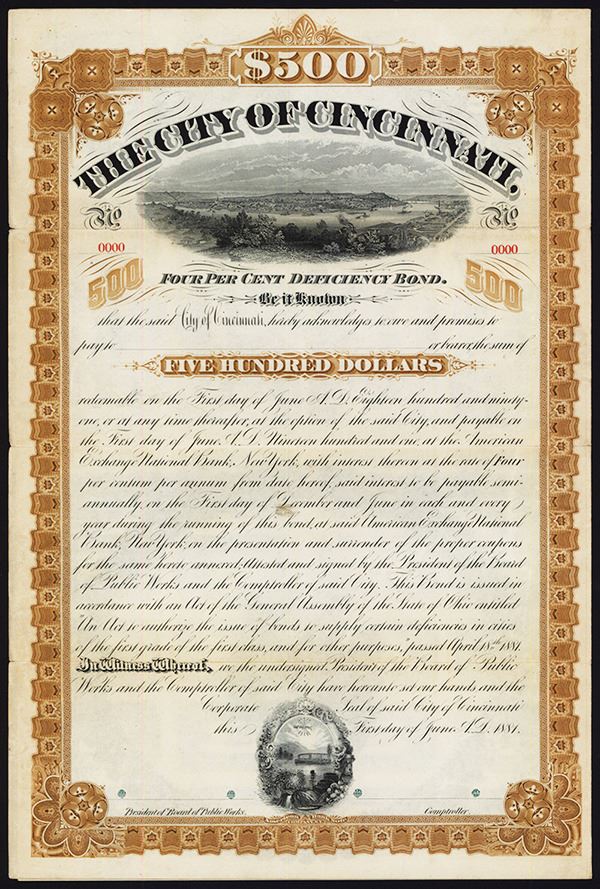 $500
THE CITY OF CINCINNATI,
No No
0000 0000
500 FOUR PER CENT DEFICIENCY BOND. 500
Be it Known
that the said City of Cincinnati, hereby acknowledges to owe and promises to
pay to or bearer, the sum of
FIVE HUNDRED DOLLARS
redeemable on the First day of June A.D. Eighteen hundred and ninety-
one, or at any time thereafter, at the option of the said City, and payable on
the First day of June, A.D. Nineteen hundred and one, at the American
Exchange National Bank, New York, with interest thereon at the rate of Four
per centum per annum from date hereof, said interest to be payable semi-
annually, on the First day of December and June in each and every
year during the running of this bond, at said American Exchange National
Bank, New York, on the presentation and surrender of the proper coupons
for the same hereto annexed, Attested and signed by the President of the Board
of Public Works and the Comptroller of said City. This Bond is issued in
accordance with an Act of the General Assembly of the State of Ohio entitled
"An Act to authorize the issue of bonds to supply certain deficiencies in cities
of the first grade of the first class, and for other purposes," passed April 18th 1881.
In Witness Whereof, we the undersigned President of the Board of Public
Works and the Comptroller of said City have hereunto set our hands and the
Corporate Seal of said City of Cincinnati
this First day of June, A.D. 1881.
President of Board of Public Works. Comptroller.